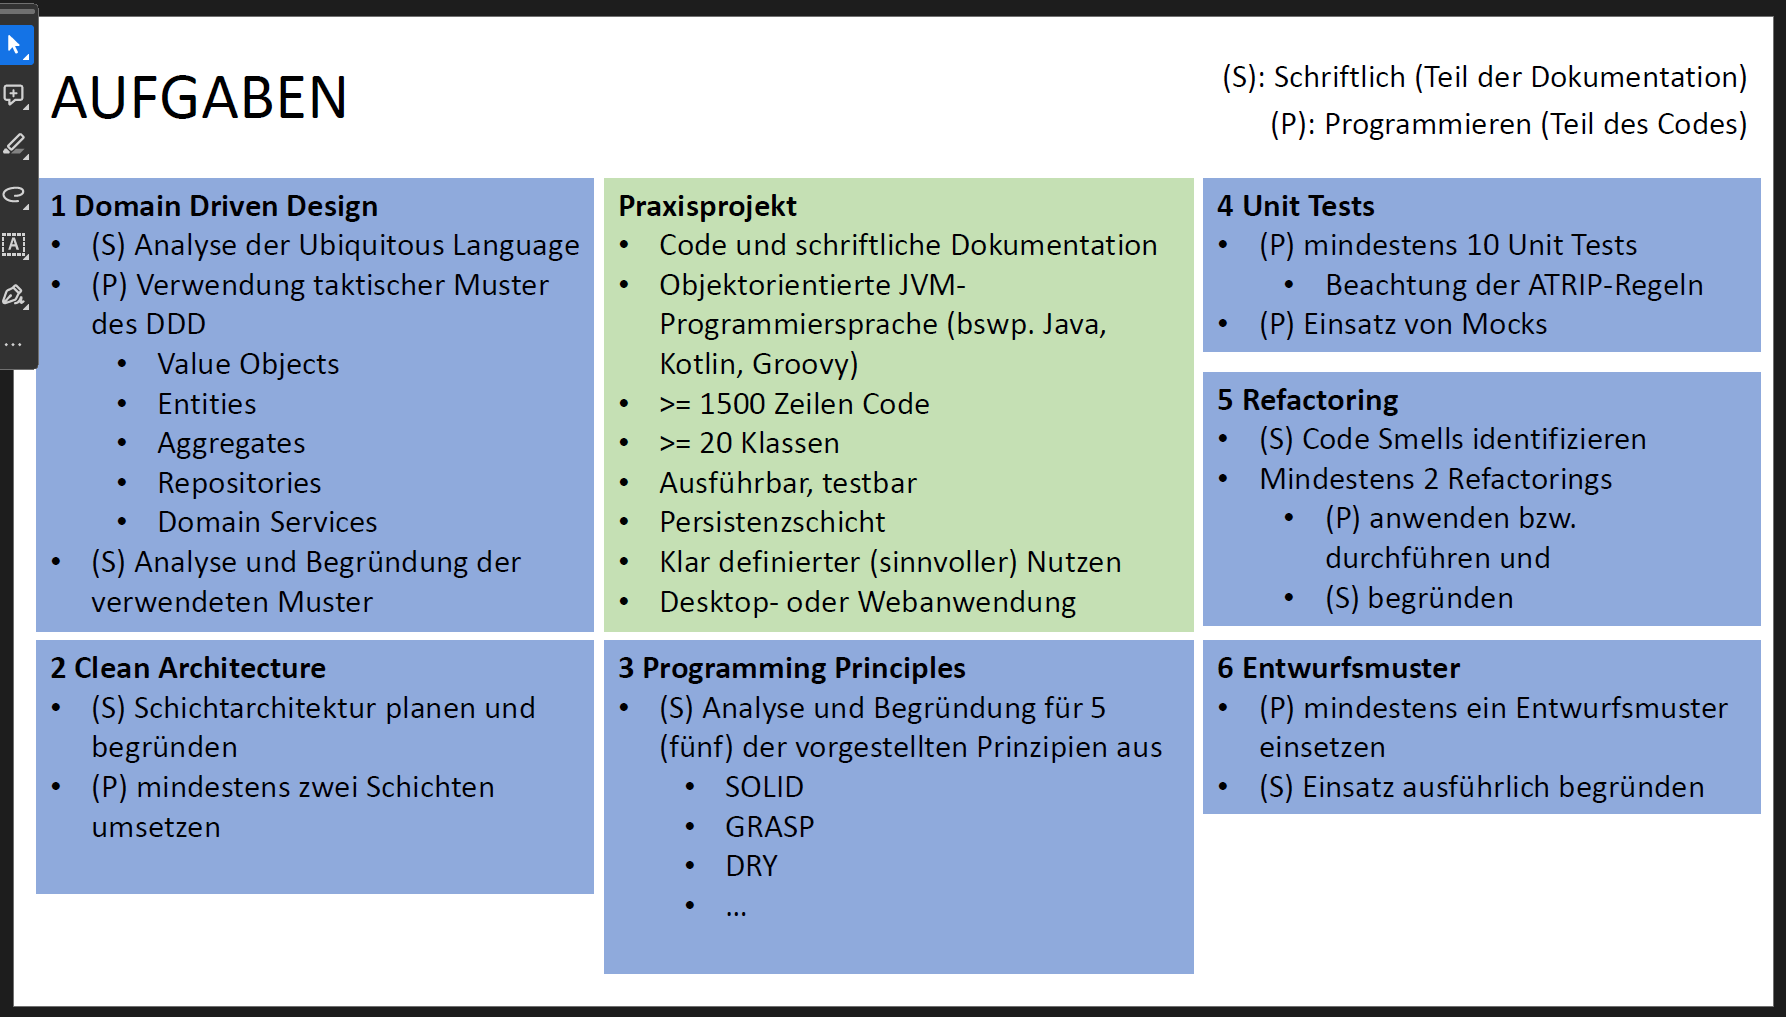 AUFGABEN
(S): Schriftlich (Teil der Dokumentation)
(P): Programmieren (Teil des Codes)
1 Domain Driven Design
• (S) Analyse der Ubiquitous Language
• (P) Verwendung taktischer Muster
des DDD
• Value Objects
• Entities
• Aggregates
• Repositories
• Domain Services
• (S) Analyse und Begründung der
verwendeten Muster
Praxisprojekt
• Code und schriftliche Dokumentation
• Objektorientierte JVM-
Programmiersprache (bswp. Java,
Kotlin, Groovy)
• >= 1500 Zeilen Code
• >= 20 Klassen
• Ausführbar, testbar
• Persistenzschicht
• Klar definierter (sinnvoller) Nutzen
• Desktop- oder Webanwendung
4 Unit Tests
• (P) mindestens 10 Unit Tests
• Beachtung der ATRIP-Regeln
• (P) Einsatz von Mocks
5 Refactoring
• (S) Code Smells identifizieren
• Mindestens 2 Refactorings
• (P) anwenden bzw.
durchführen und
• (S) begründen
2 Clean Architecture
• (S) Schichtarchitektur planen und
begründen
• (P) mindestens zwei Schichten
umsetzen
3 Programming Principles
• (S) Analyse und Begründung für 5
(fünf) der vorgestellten Prinzipien aus
• SOLID
• GRASP
• DRY
• ...
6 Entwurfsmuster
• (P) mindestens ein Entwurfsmuster
einsetzen
• (S) Einsatz ausführlich begründen